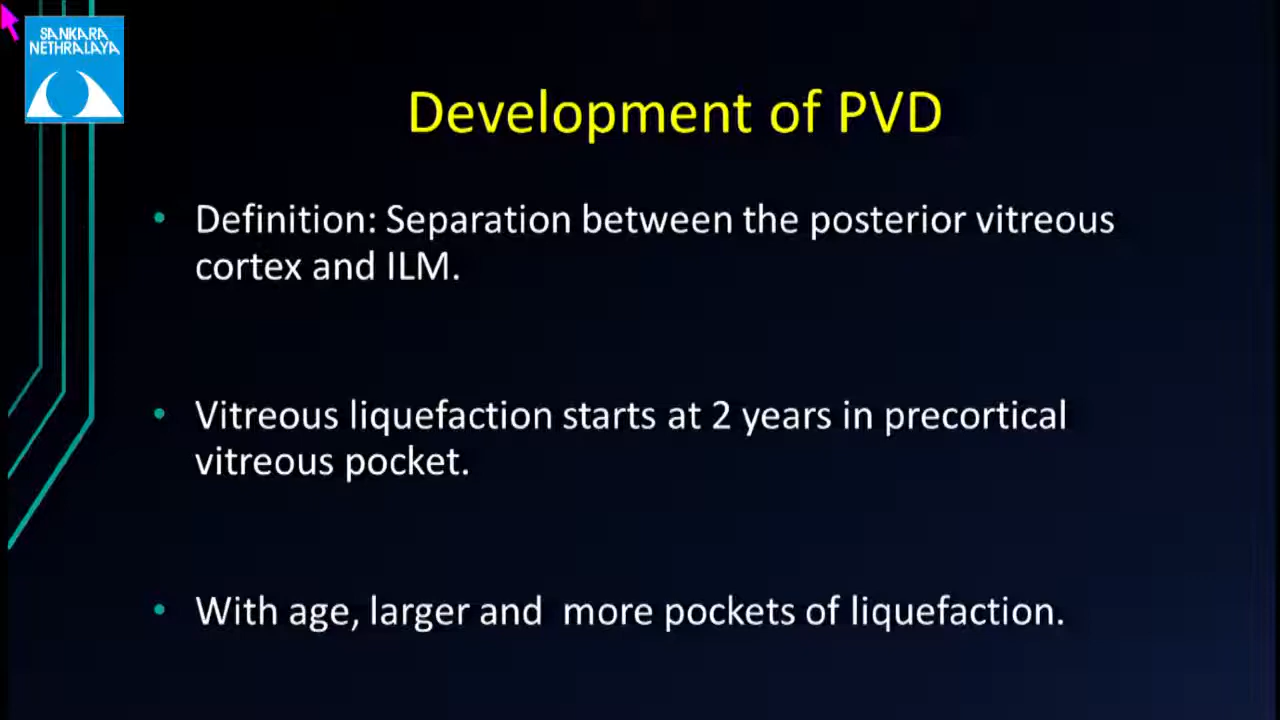 SANKARA
NETHRALAYA
Development of PVD
• Definition: Separation between the posterior vitreous
cortex and ILM.
• Vitreous liquefaction starts at 2 years in precortical
vitreous pocket.
• With age, larger and  more pockets of liquefaction.